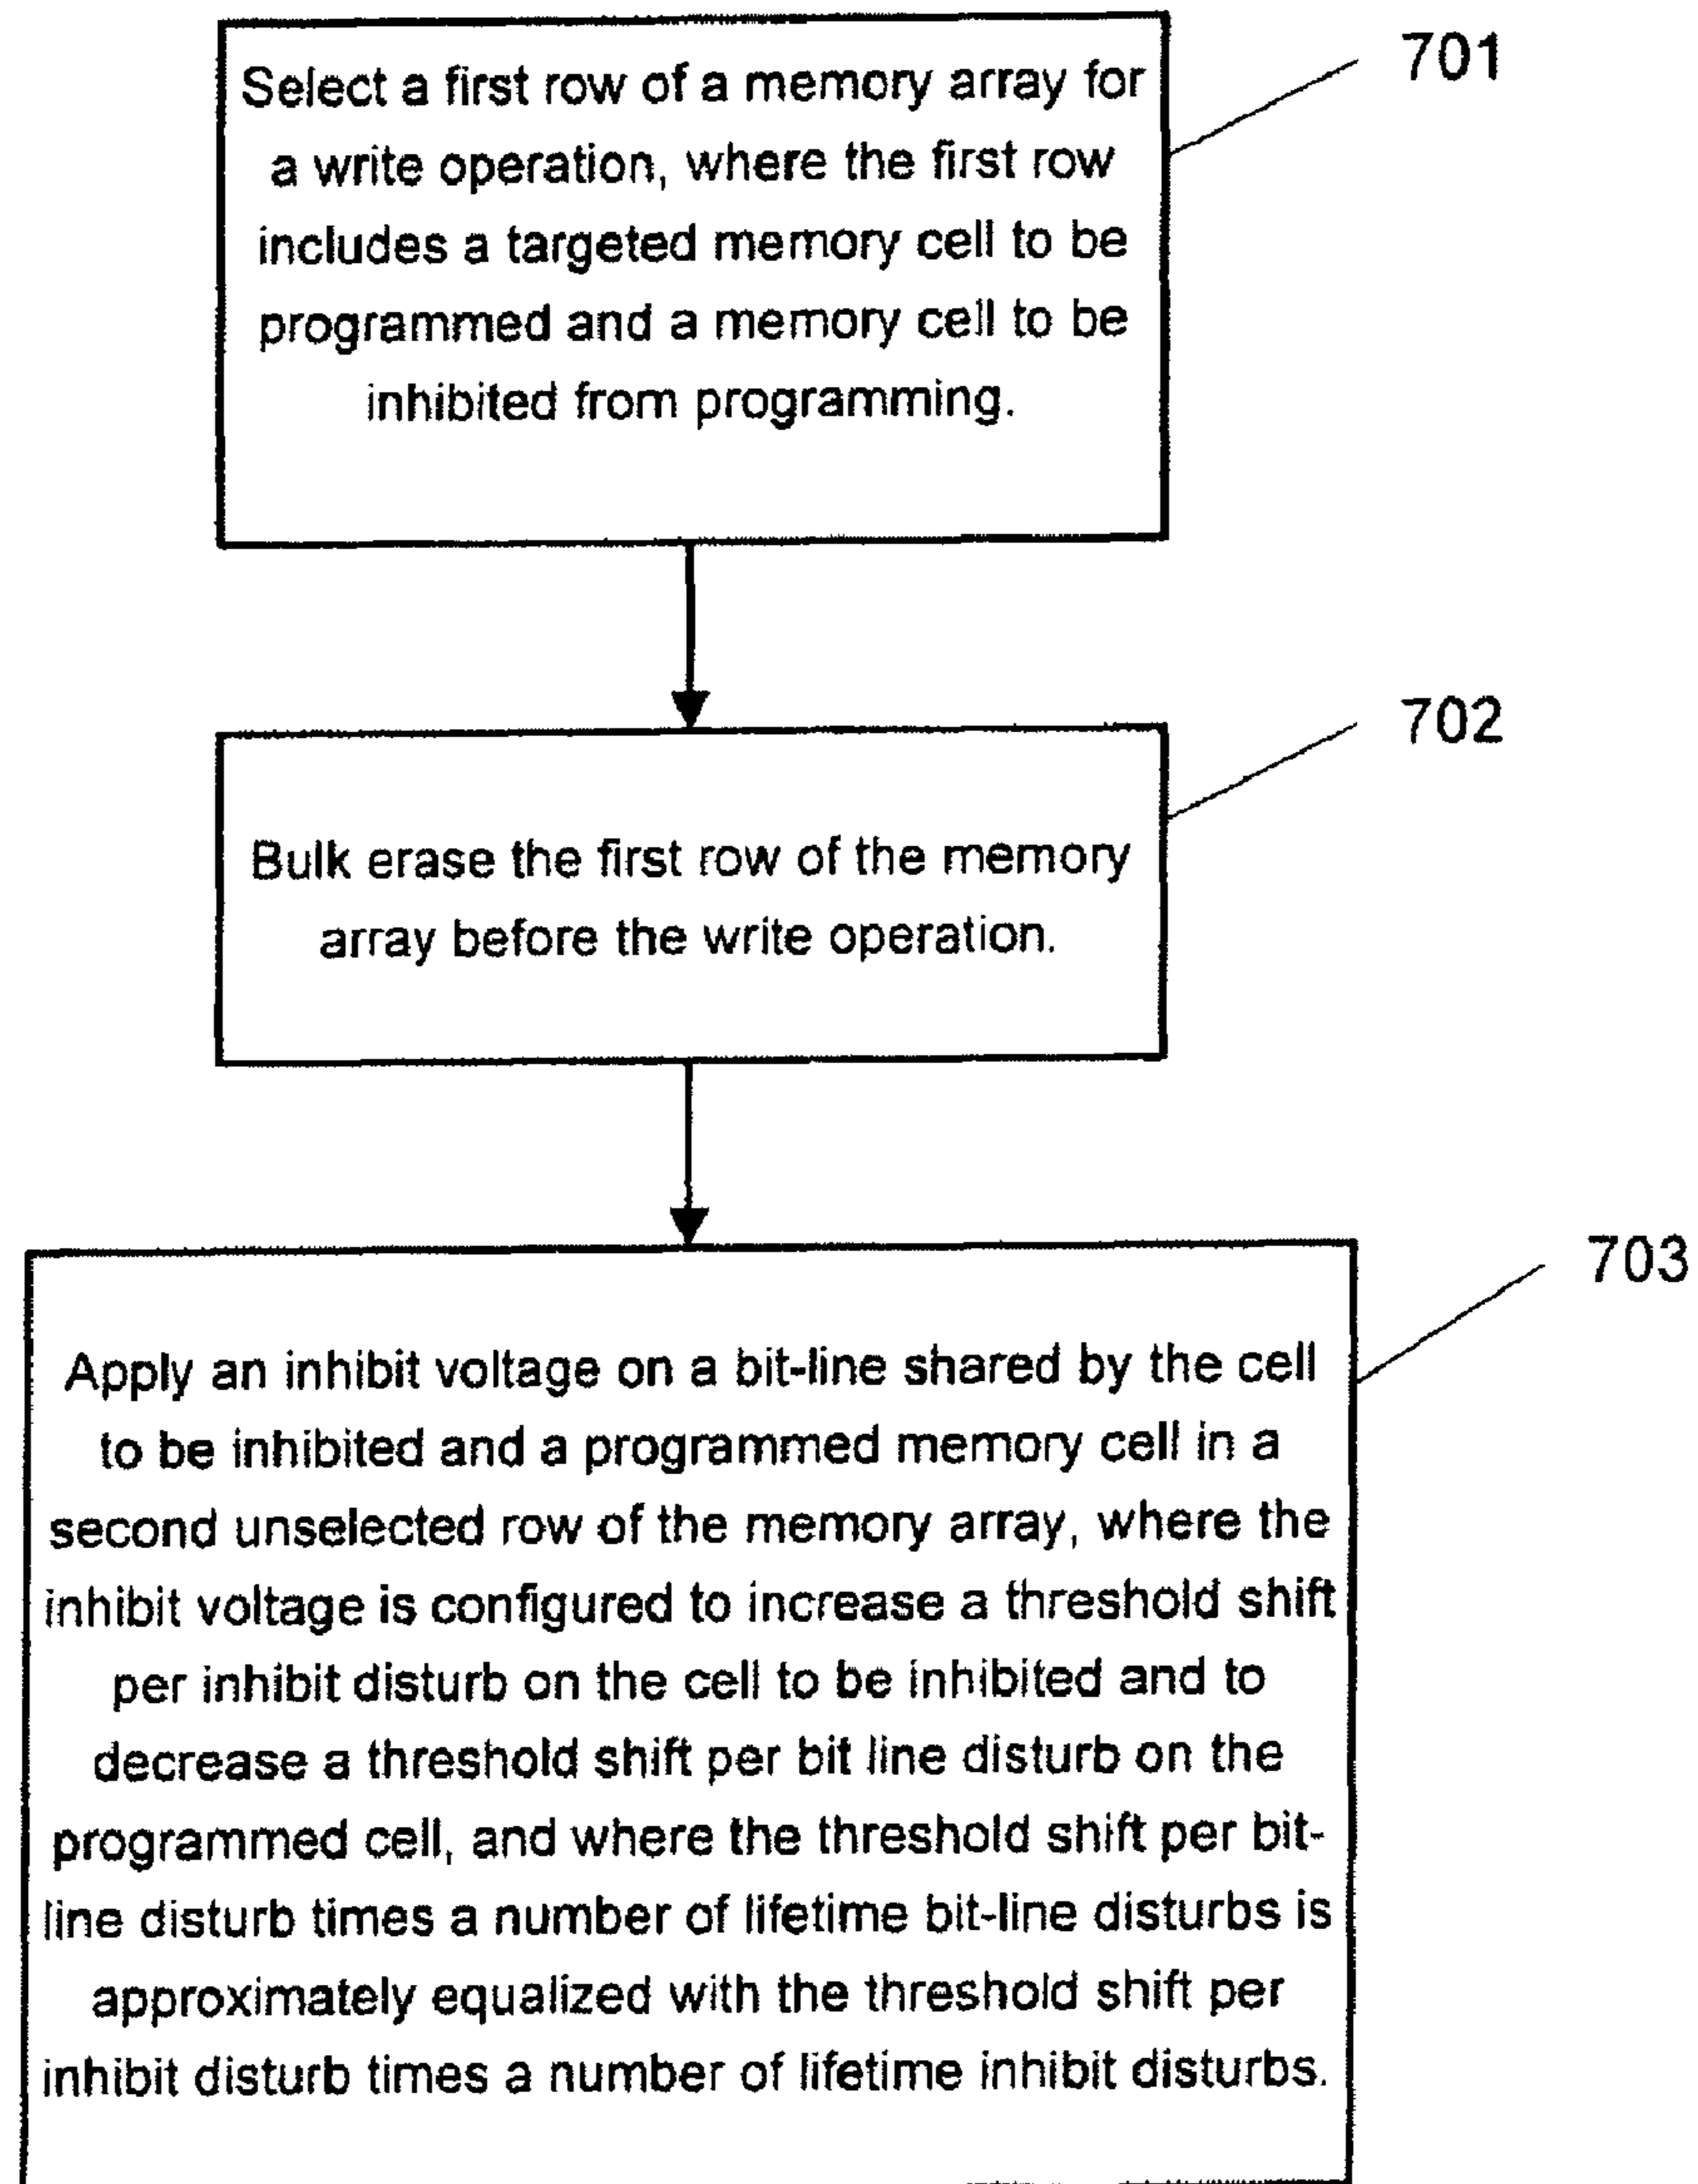 Select a first row of a memory array for
a write operation, where the first row
includes a targeted memory cell to be
programmed and a memory cell to be
inhibited from programming.
701
Bulk erase the first row of the memory
array before the write operation.
702
Apply an inhibit voltage on a bit-line shared by the cell
to be inhibited and a programmed memory cell in a
second unselected row of the memory array, where the
inhibit voltage is configured to increase a threshold shift
per inhibit disturb on the cell to be inhibited and to
decrease a threshold shift per bit line disturb on the
programmed cell, and where the threshold shift per bit-
line disturb times a number of lifetime bit-line disturbs is
approximately equalized with the threshold shift per
inhibit disturb times a number of lifetime inhibit disturbs.
703